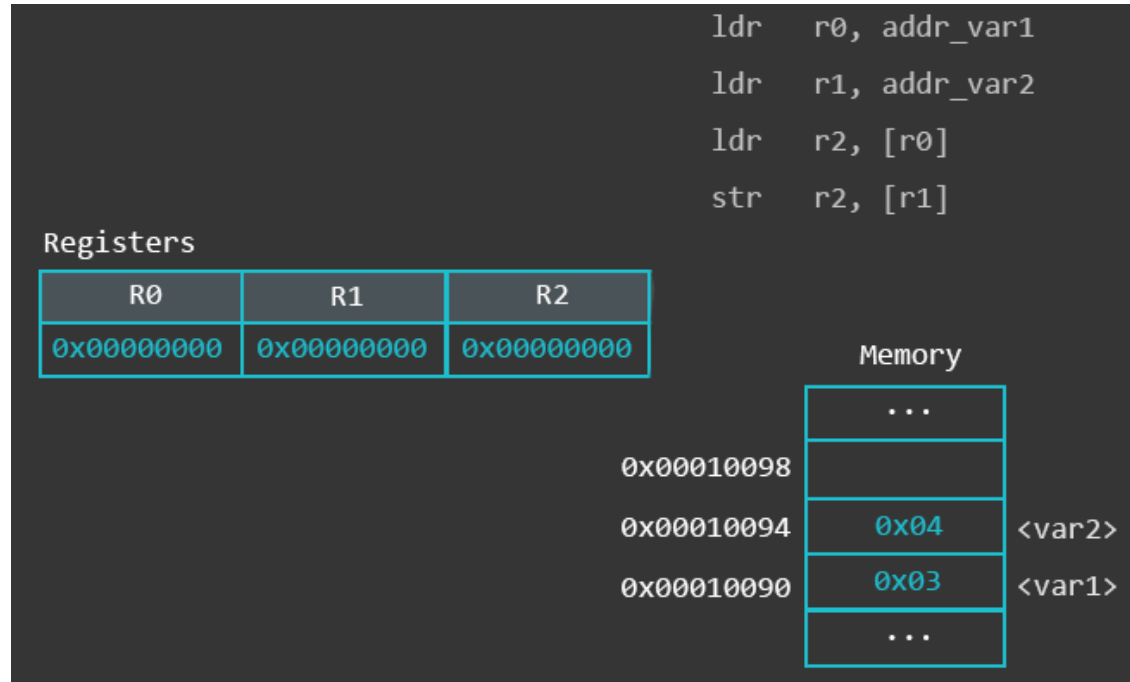 ldr r0, addr_var1
ldr r1, addr_var2
ldr r2, [r0]
str r2, [r1]
Registers
R0 R1 R2
0x00000000 0x00000000 0x00000000
Memory
...
0x00010098
0x00010094 0x04 <var2>
0x00010090 0x03 <var1>
...